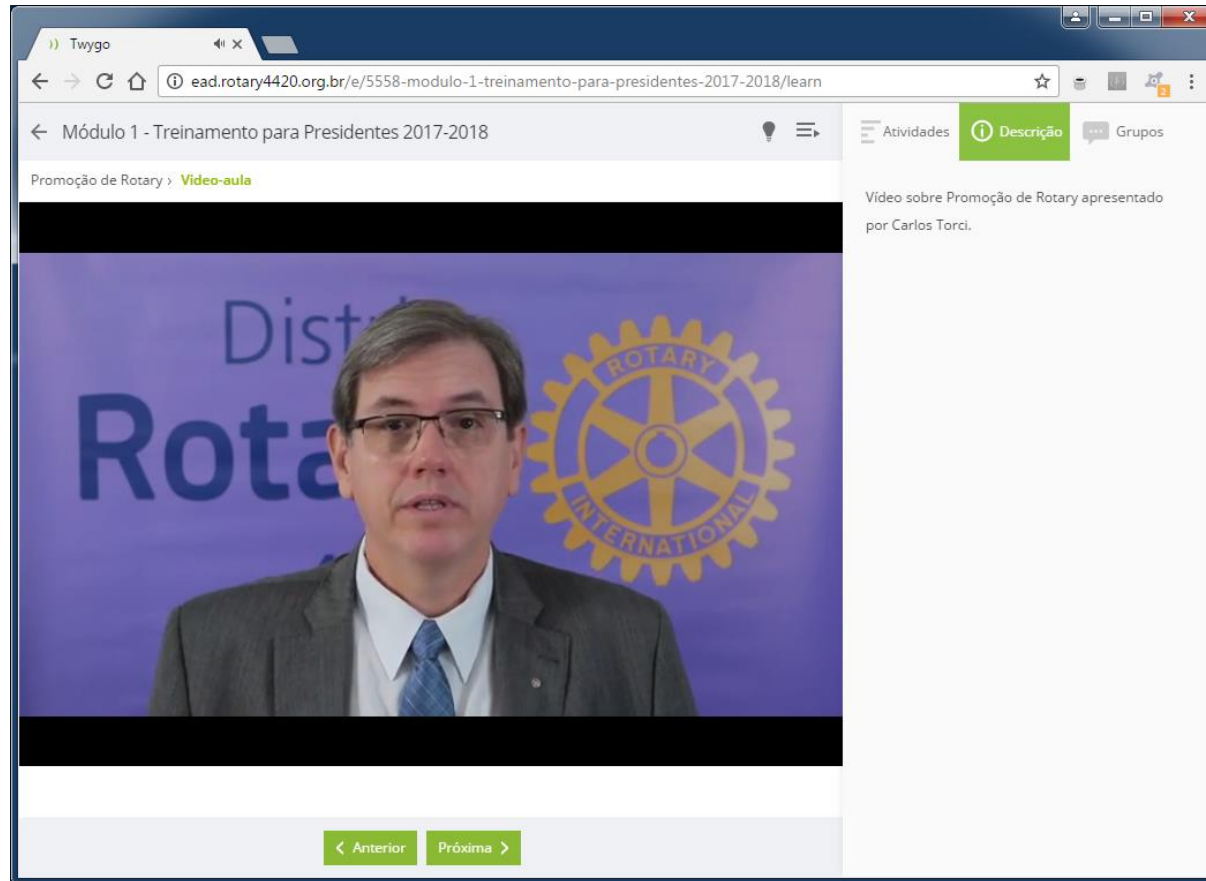 Twygo
ead.rotary4420.org.br/e/5558-modulo-1-treinamento-para-presidentes-2017-2018/learn
2
Módulo 1 - Treinamento para Presidentes 2017-2018
Atividades
Descrição
Grupos
Promoção de Rotary › Video-aula
Vídeo sobre Promoção de Rotary apresentado
por Carlos Torci.
Dist
Rota
ROTARY
INTERNATIONAL
Anterior
Próxima